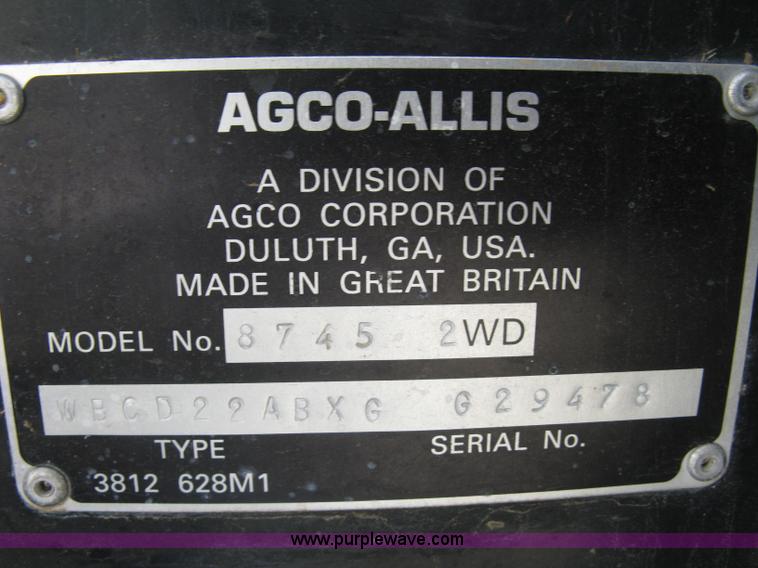 AGCO-ALLIS
A DIVISION OF
AGCO CORPORATION
DULUTH, GA, USA.
MADE IN GREAT BRITAIN
MODEL No. 8745 2WD
WBCD22ABXG G29478
TYPE SERIAL No.
3812 628M1
www.purplewave.com